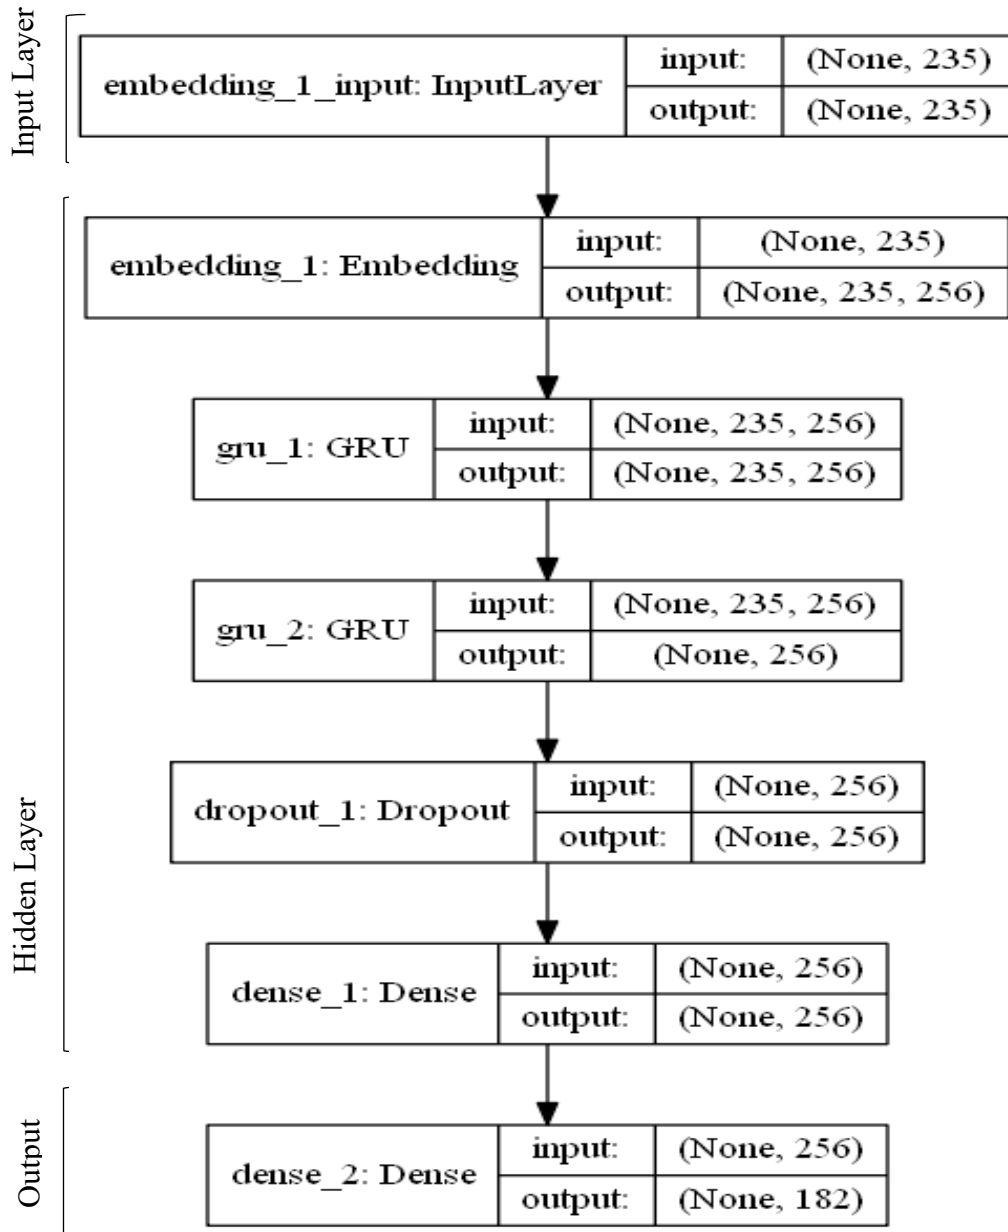 Input Layer
embedding_1_input: InputLayer
input: (None, 235)
output: (None, 235)
Hidden Layer
embedding_1: Embedding
input: (None, 235)
output: (None, 235, 256)
gru_1: GRU
input: (None, 235, 256)
output: (None, 235, 256)
gru_2: GRU
input: (None, 235, 256)
output: (None, 256)
dropout_1: Dropout
input: (None, 256)
output: (None, 256)
dense_1: Dense
input: (None, 256)
output: (None, 256)
Output
dense_2: Dense
input: (None, 256)
output: (None, 182)